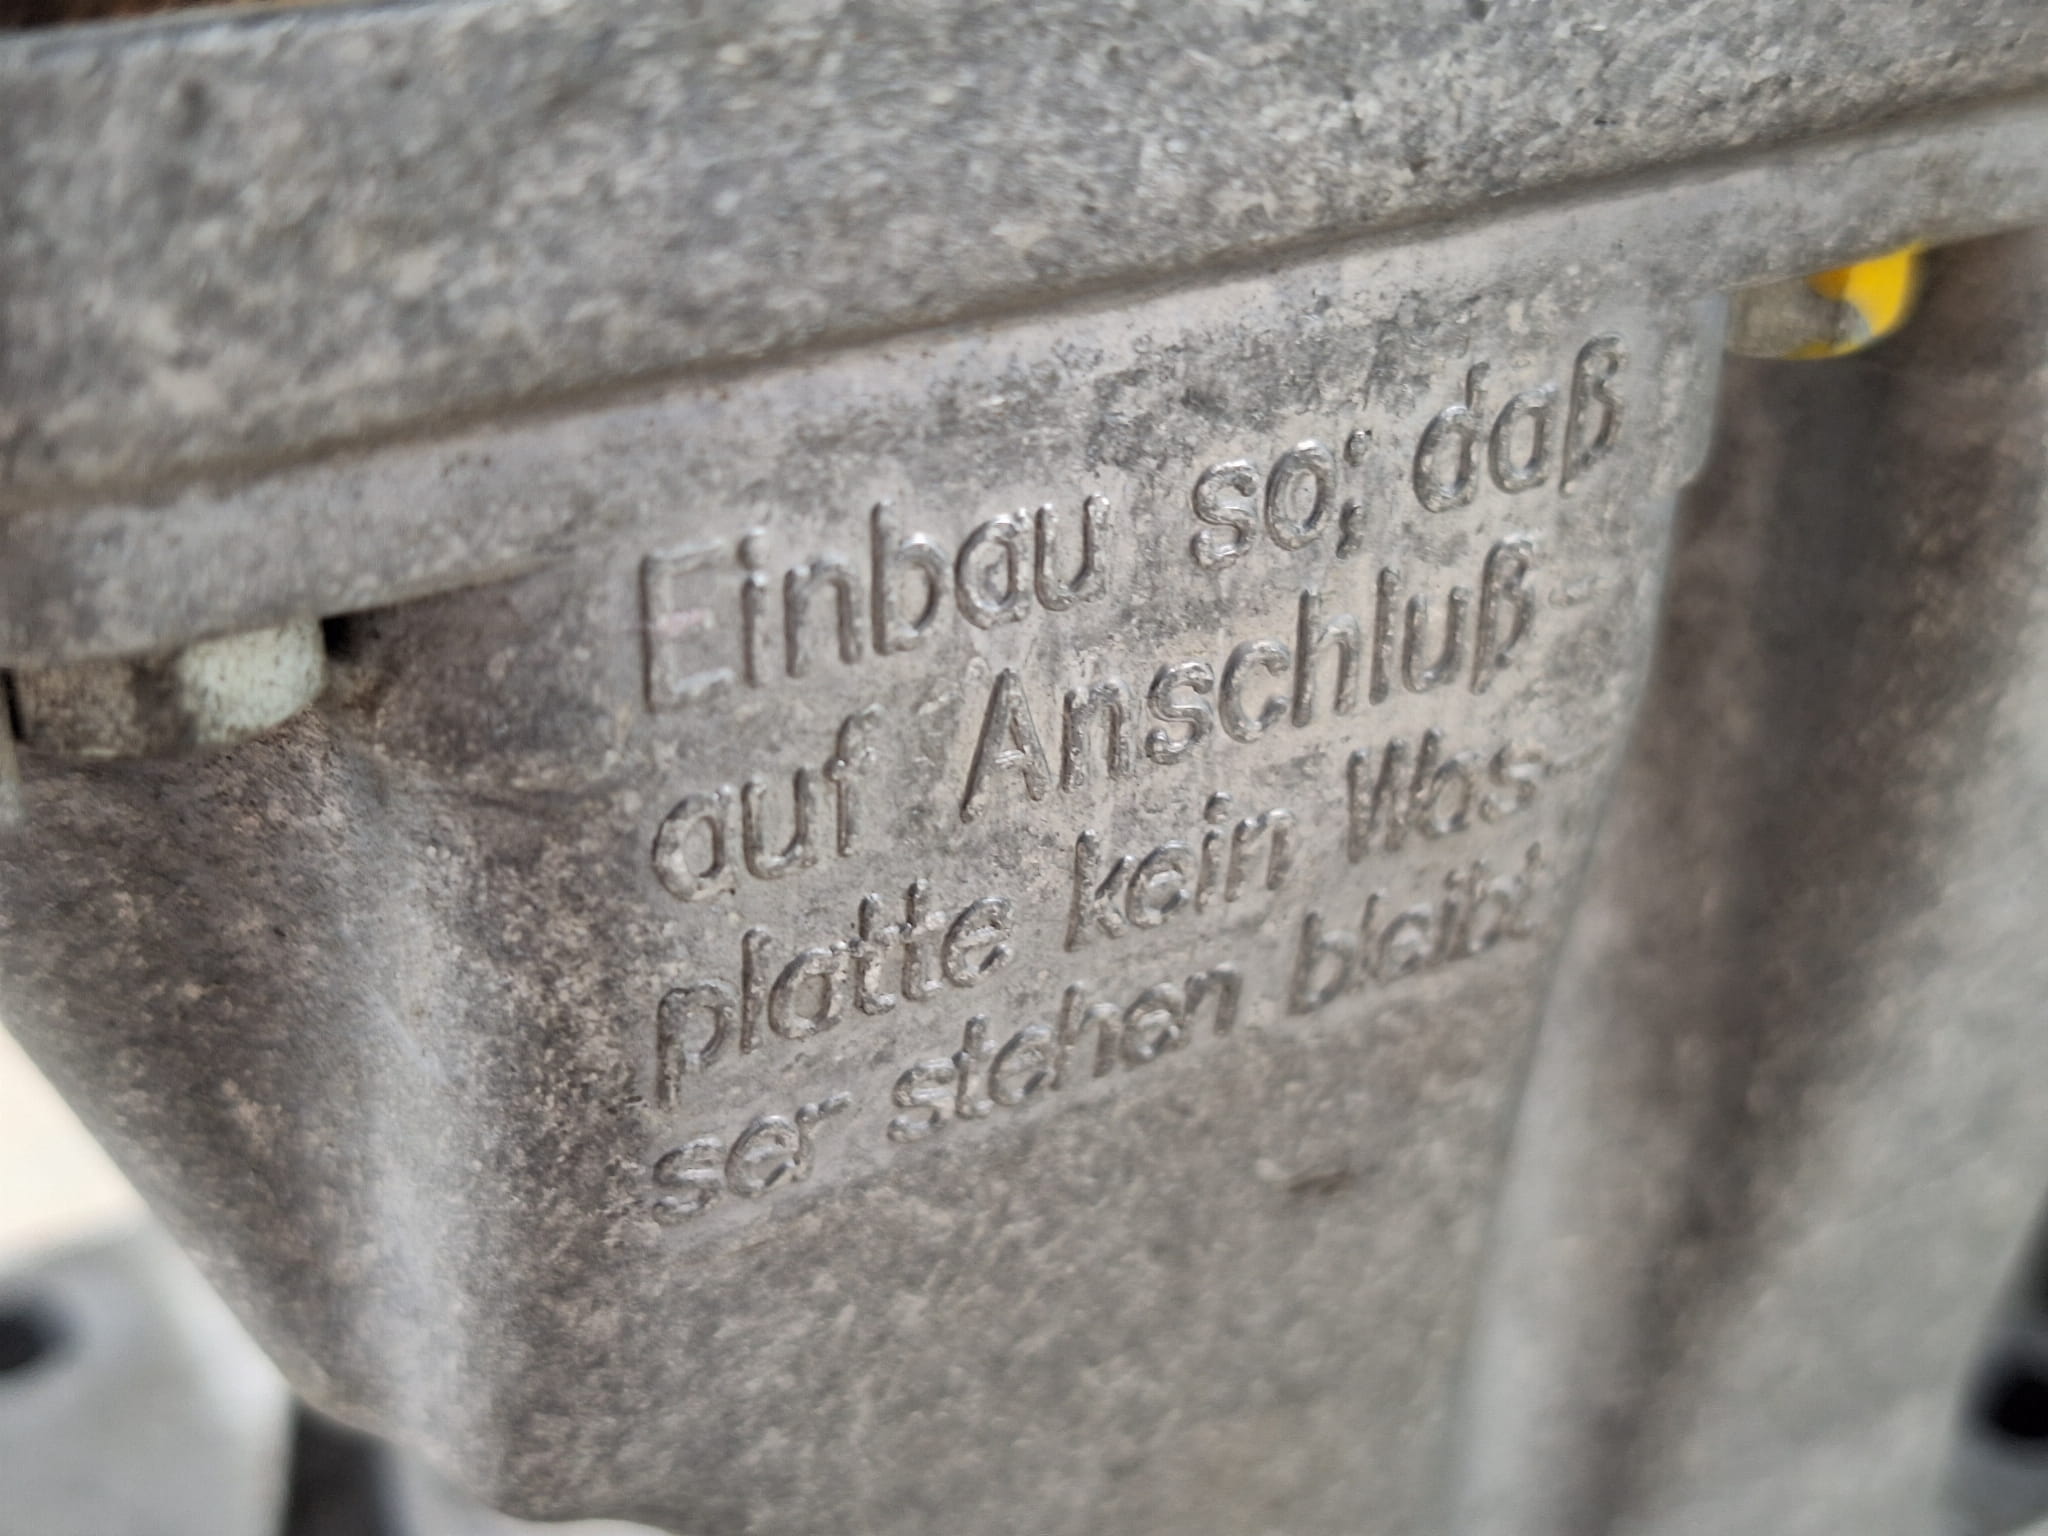 Einbau so; daß
auf Anschluß-
platte kein Was-
ser stehen bleibt